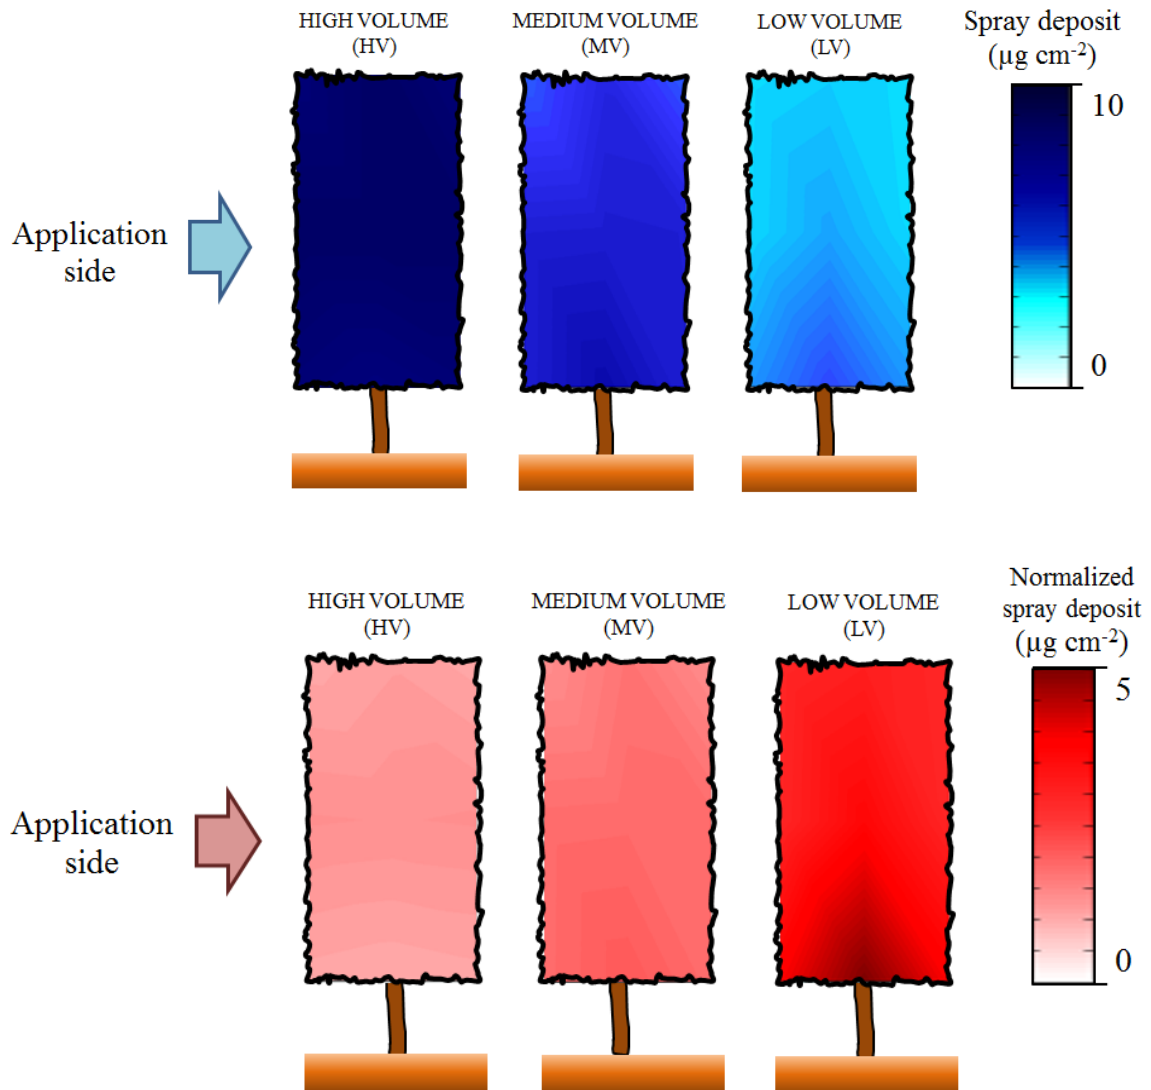 HIGH VOLUME
(HV)
MEDIUM VOLUME
(MV)
LOW VOLUME
(LV)
Spray deposit
(µg cm-2)
10
0
Application
side
HIGH VOLUME
(HV)
MEDIUM VOLUME
(MV)
LOW VOLUME
(LV)
Normalized
spray deposit
(µg cm-2)
5
0
Application
side